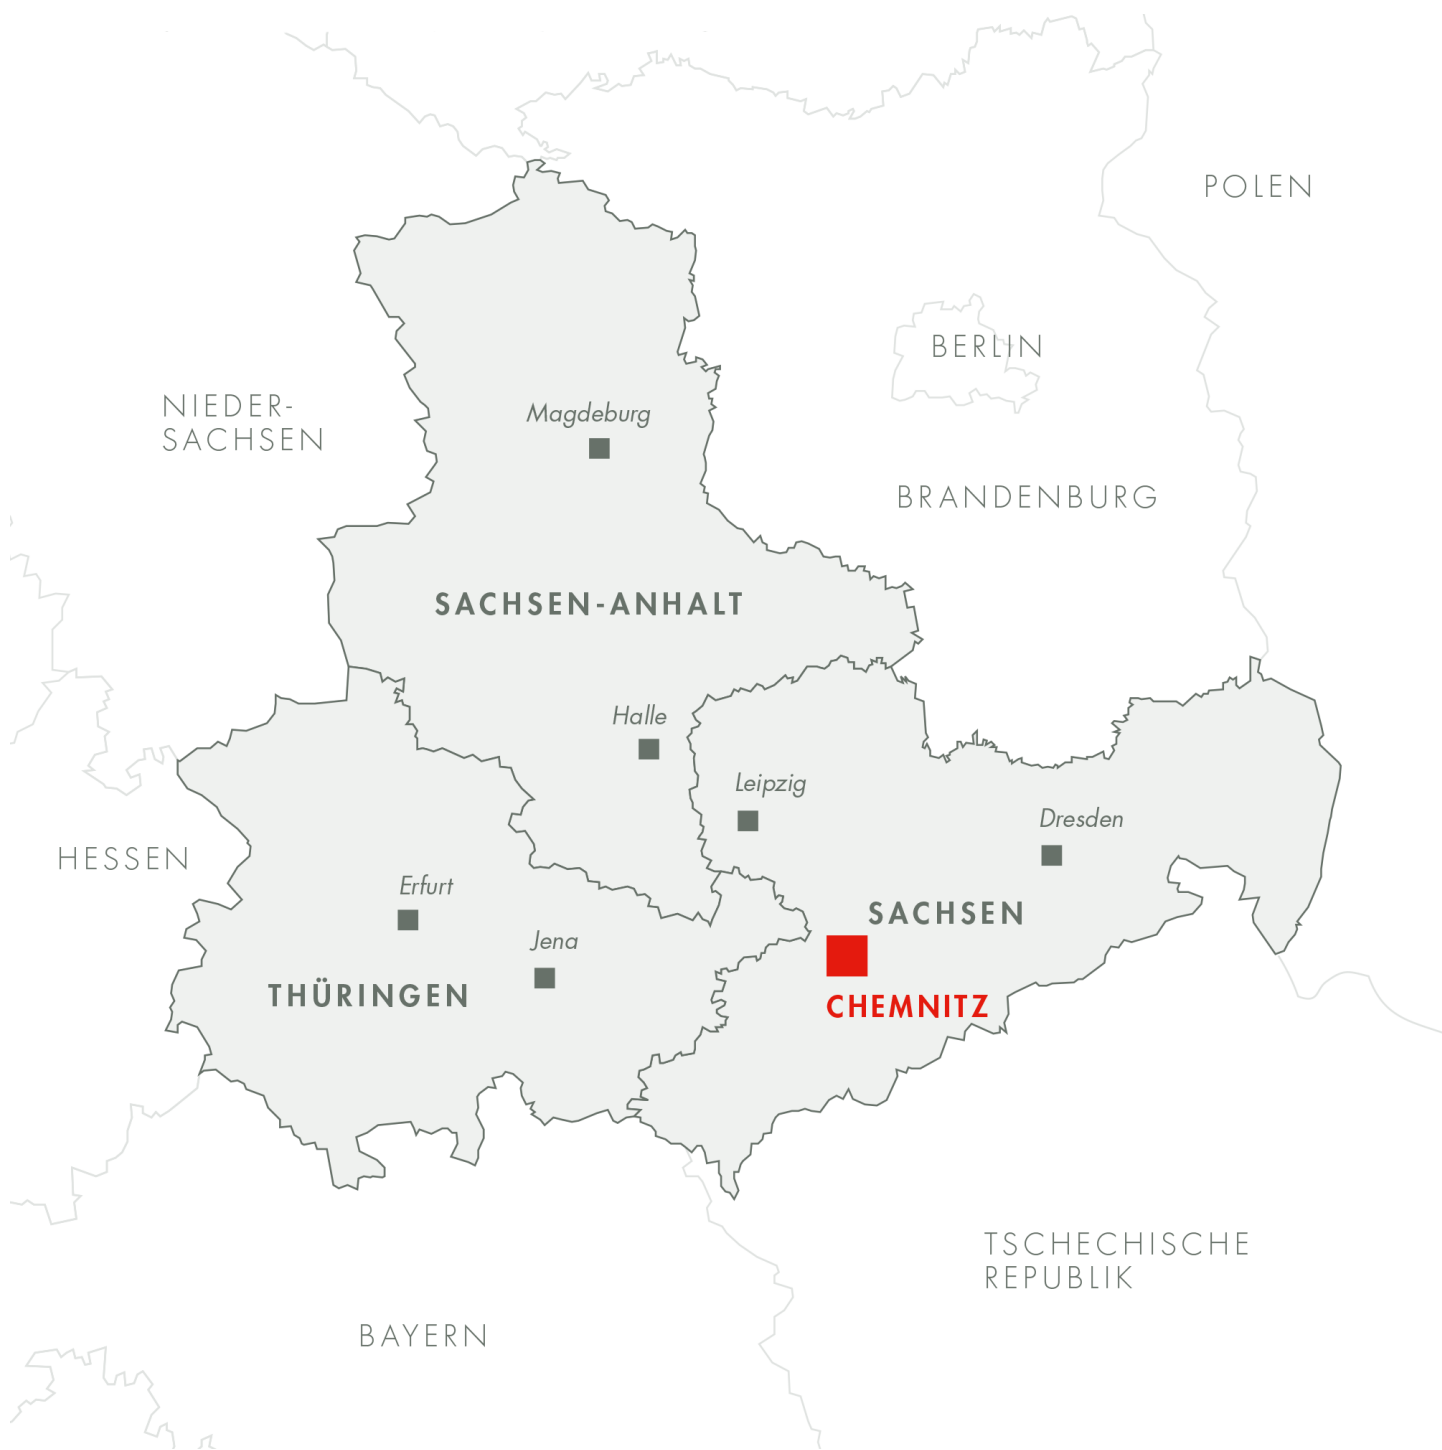 POLEN
BERLIN
NIEDER-
SACHSEN
Magdeburg
BRANDENBURG
SACHSEN-ANHALT
Halle
Leipzig
Dresden
HESSEN
Erfurt
SACHSEN
Jena
THÜRINGEN
CHEMNITZ
TSCHECHISCHE
REPUBLIK
BAYERN